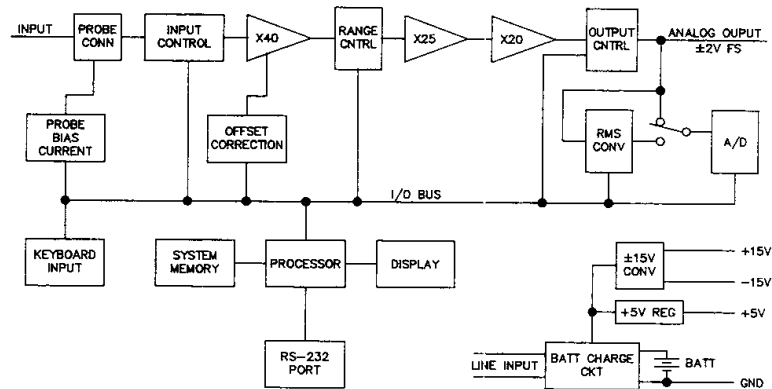 INPUT
PROBE
CONN
INPUT
CONTROL
X40
RANGE
CNTRL
X25
X20
OUTPUT
CNTRL
ANALOG OUPUT
±2V FS
PROBE
BIAS
CURRENT
OFFSET
CORRECTION
RMS
CONV
A/D
I/O BUS
KEYBOARD
INPUT
SYSTEM
MEMORY
PROCESSOR
DISPLAY
RS-232
PORT
±15V
CONV
+15V
-15V
+5V REG
+5V
LINE INPUT
BATT CHARGE
CKT
BATT
GND